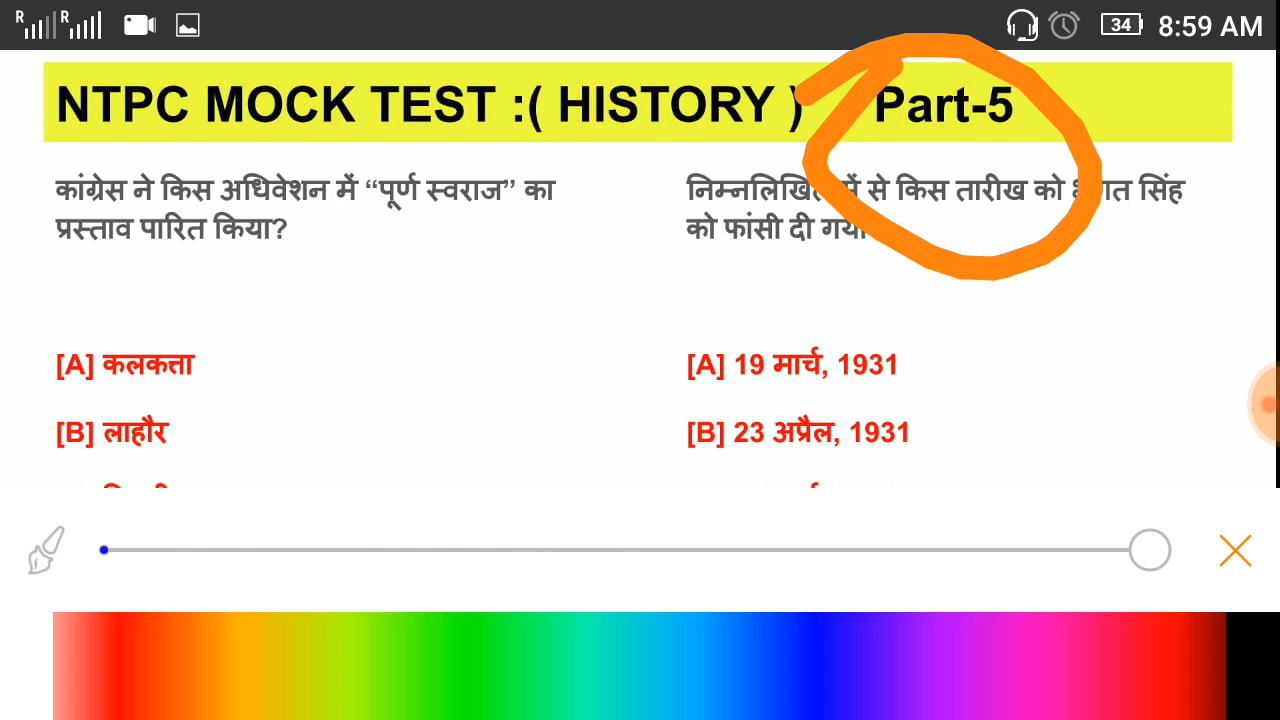 34 8:59 AM
NTPC MOCK TEST :( HISTORY ) Part-5
कांग्रेस ने किस अधिवेशन में “पूर्ण स्वराज” का
प्रस्ताव पारित किया?
[A] कलकत्ता
[B] लाहौर
से किस तारीख को सिंह
को फांसी दी
[A] 19 मार्च, 1931
[B] 23 अप्रैल, 1931